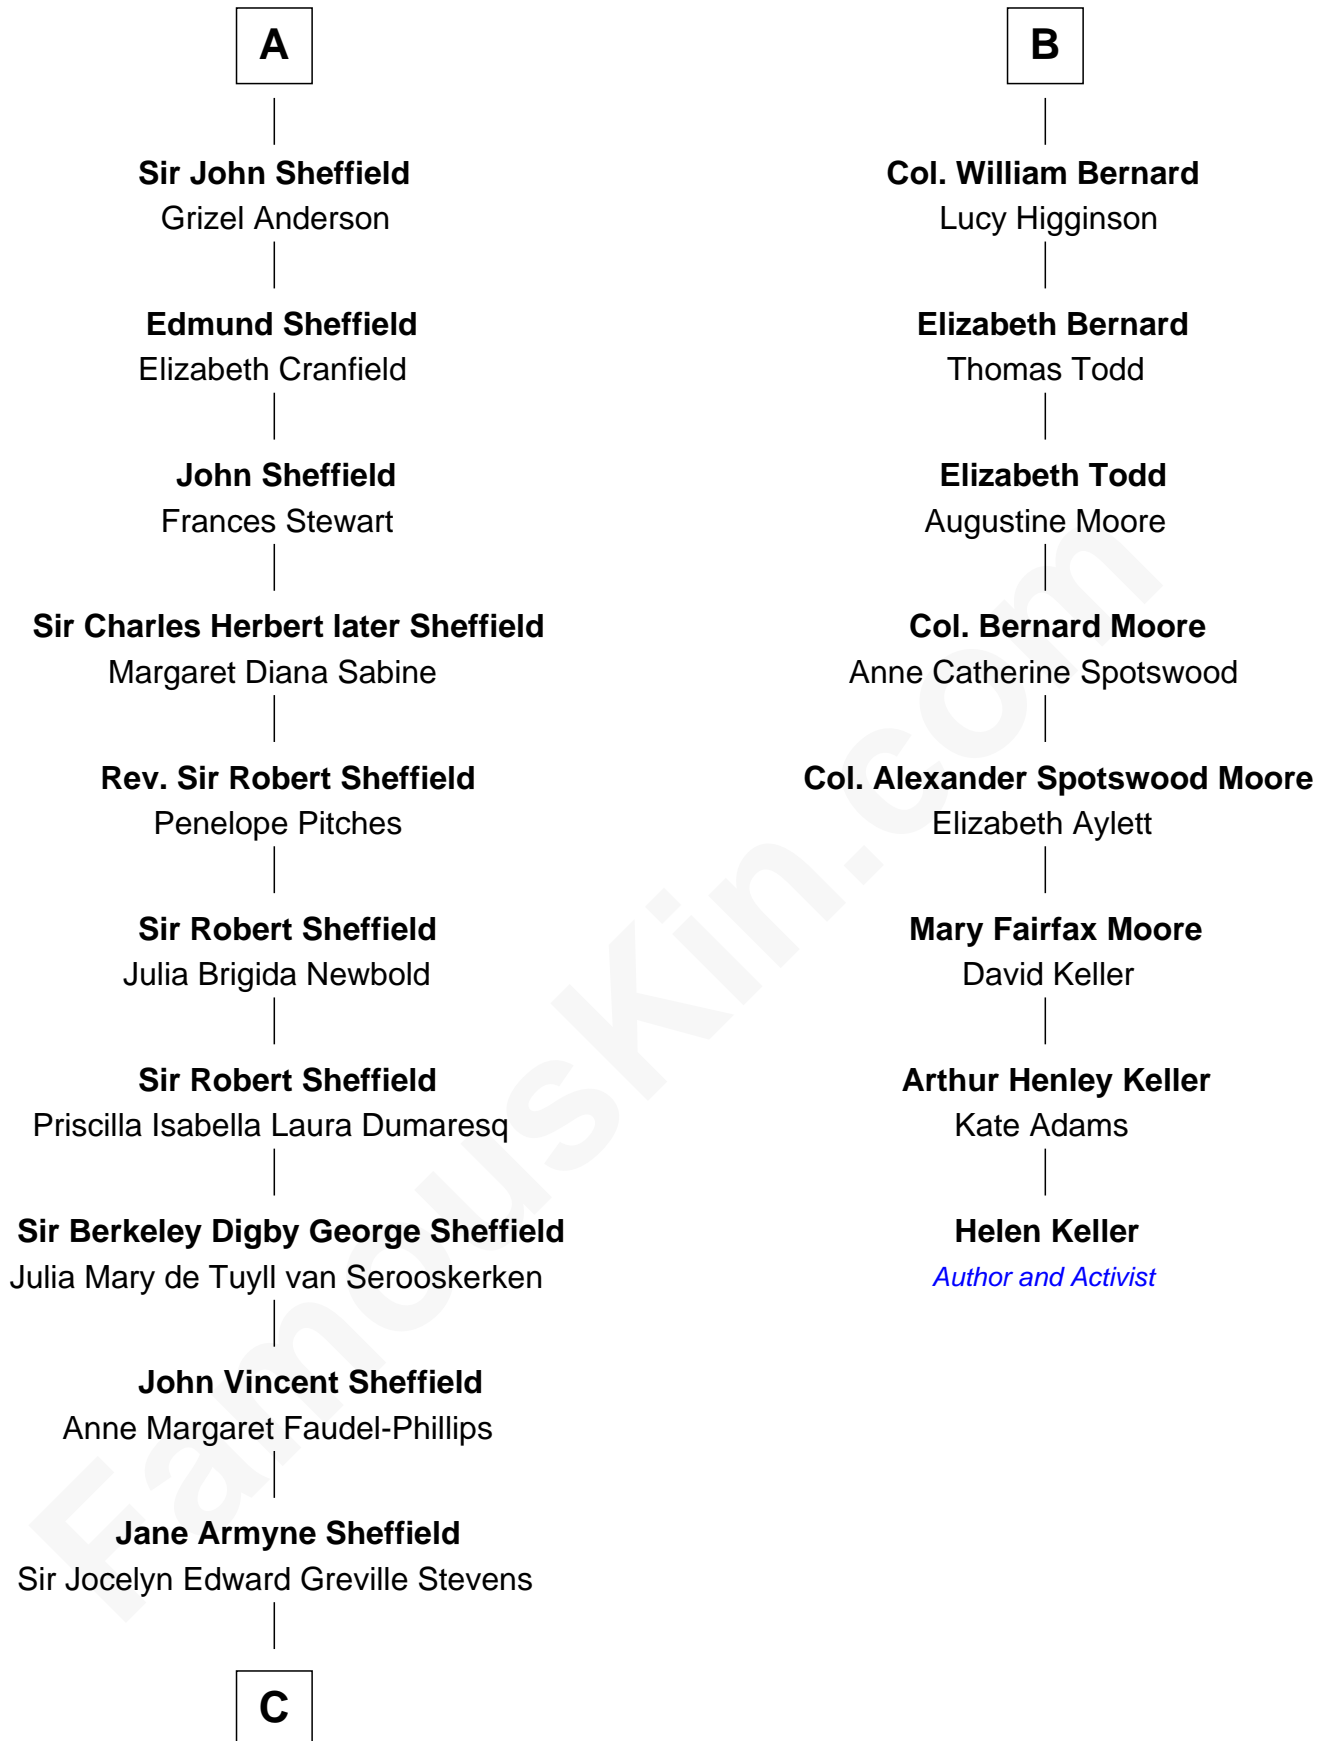 A
Sir John Sheffield
Grizel Anderson
Edmund Sheffield
Elizabeth Cranfield
John Sheffield
Frances Stewart
Sir Charles Herbert later Sheffield
Margaret Diana Sabine
Rev. Sir Robert Sheffield
Penelope Pitches
Sir Robert Sheffield
Julia Brigida Newbold
Sir Robert Sheffield
Priscilla Isabella Laura Dumaresq
Sir Berkeley Digby George Sheffield
Julia Mary de Tuyll van Serooskerken
John Vincent Sheffield
Anne Margaret Faudel-Phillips
Jane Armyne Sheffield
Sir Jocelyn Edward Greville Stevens
C
B
Col. William Bernard
Lucy Higginson
Elizabeth Bernard
Thomas Todd
Elizabeth Todd
Augustine Moore
Col. Bernard Moore
Anne Catherine Spotswood
Col. Alexander Spotswood Moore
Elizabeth Aylett
Mary Fairfax Moore
David Keller
Arthur Henley Keller
Kate Adams
Helen Keller
Author and Activist
FamousKin.com